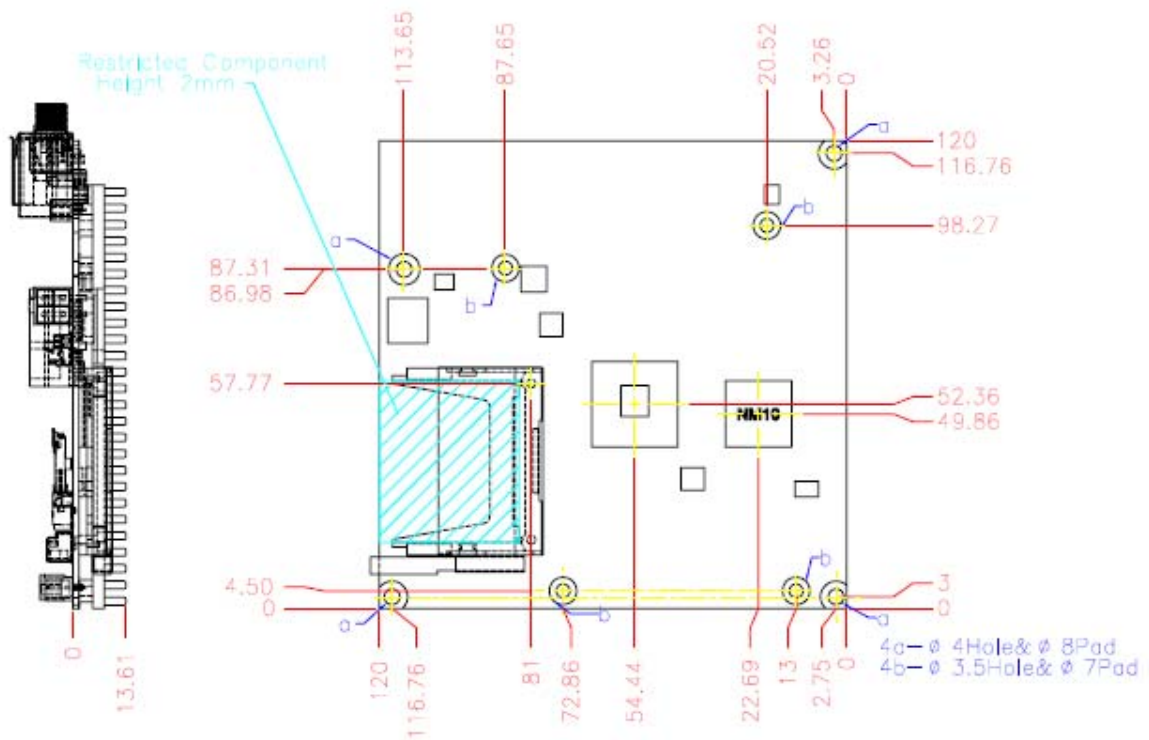 Restricted Component
Height 2mm
113.65
87.65
20.52
3.26
0
a
120
116.76
b
98.27
a
87.31
86.98
b
57.77
52.36
NM10
49.86
4.50
0
a
b
b
3
0
a
4a-ø 4Hole& ø 8Pad
4b-ø 3.5Hole& ø 7Pad
0
13.61
120
116.76
81
72.86
54.44
22.69
13
2.75
0